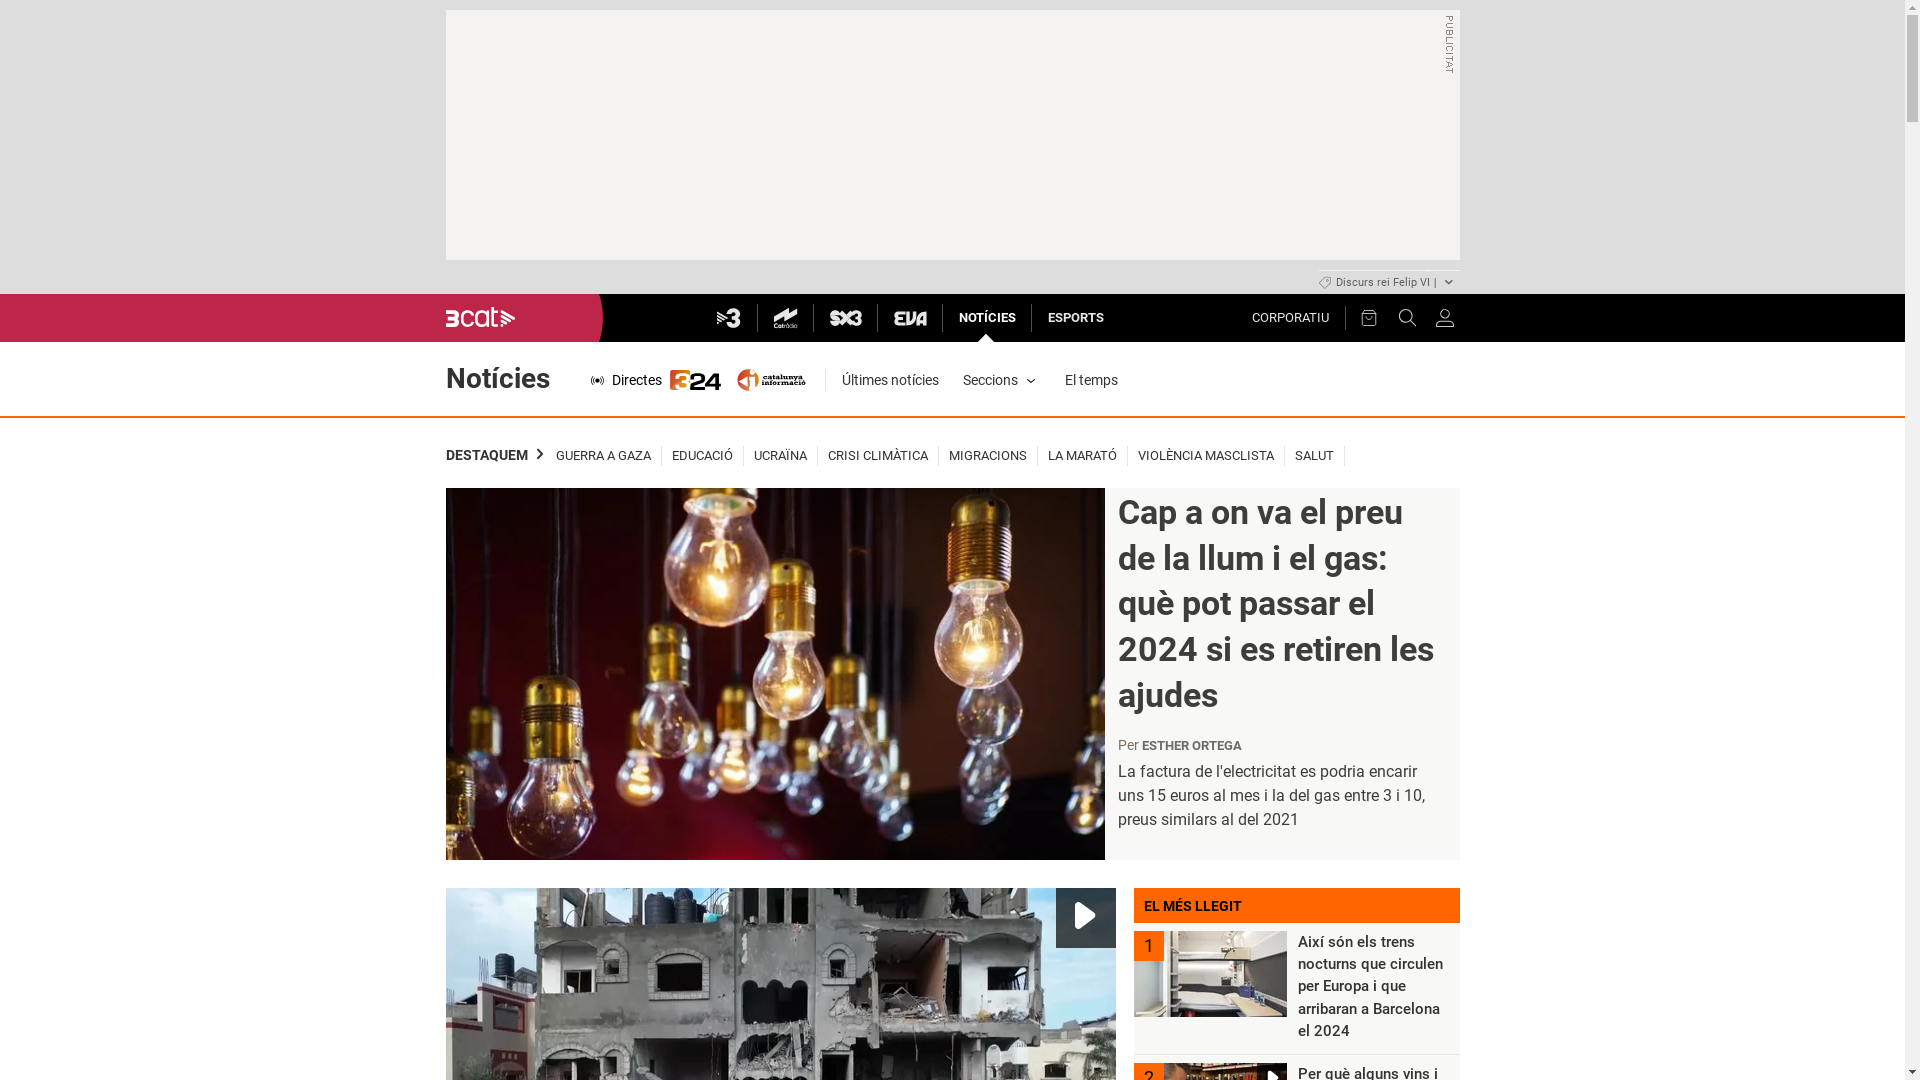 PUBLICITAT
Discurs rei Felip VI |
3cat
3
Catràdio
SX3
EVA
NOTÍCIES
ESPORTS
CORPORATIU
Notícies
Directes
324
catalunya
informació
Últimes notícies
Seccions
El temps
DESTAQUEM
GUERRA A GAZA
EDUCACIÓ
UCRAÏNA
CRISI CLIMÀTICA
MIGRACIONS
LA MARATÓ
VIOLÈNCIA MASCLISTA
SALUT
Cap a on va el preu
de la llum i el gas:
què pot passar el
2024 si es retiren les
ajudes
Per ESTHER ORTEGA
La factura de l'electricitat es podria encarir
uns 15 euros al mes i la del gas entre 3 i 10,
preus similars al del 2021
EL MÉS LLEGIT
1
Així són els trens
nocturns que circulen
per Europa i que
arribaran a Barcelona
el 2024
2
Per què alguns vins i